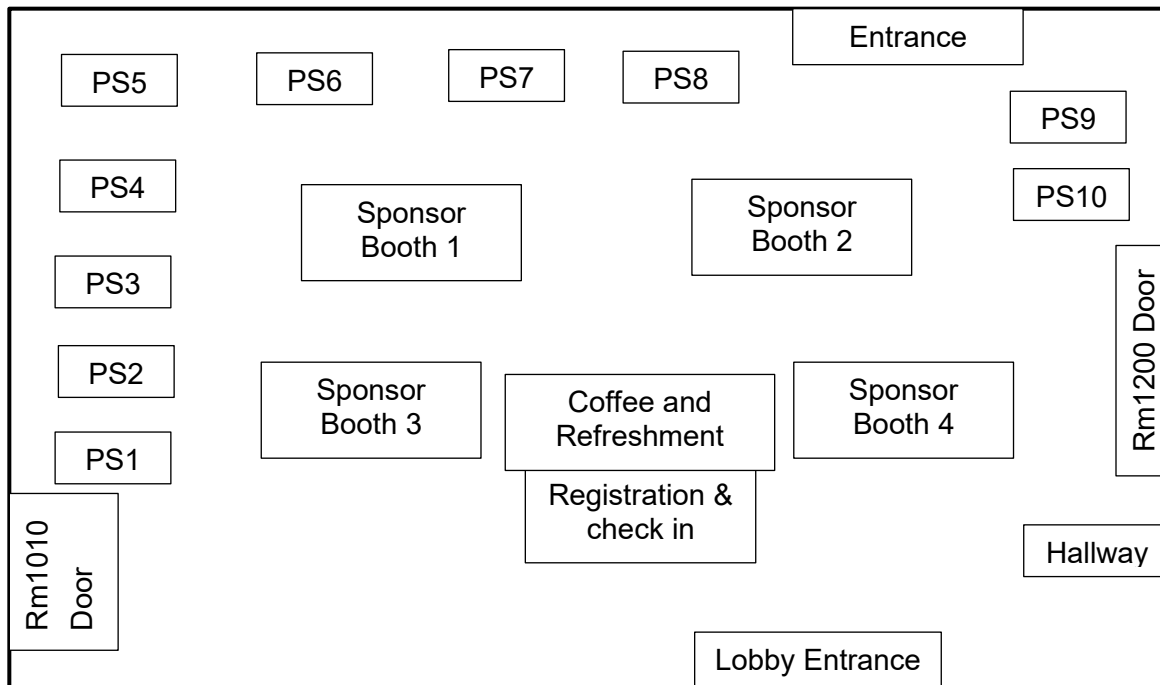 Entrance
PS5
PS6
PS7
PS8
PS9
PS4
PS10
Sponsor
Booth 1
Sponsor
Booth 2
PS3
Rm1200 Door
PS2
Sponsor
Booth 3
Coffee and
Refreshment
Sponsor
Booth 4
PS1
Registration &
check in
Rm1010
Door
Hallway
Lobby Entrance